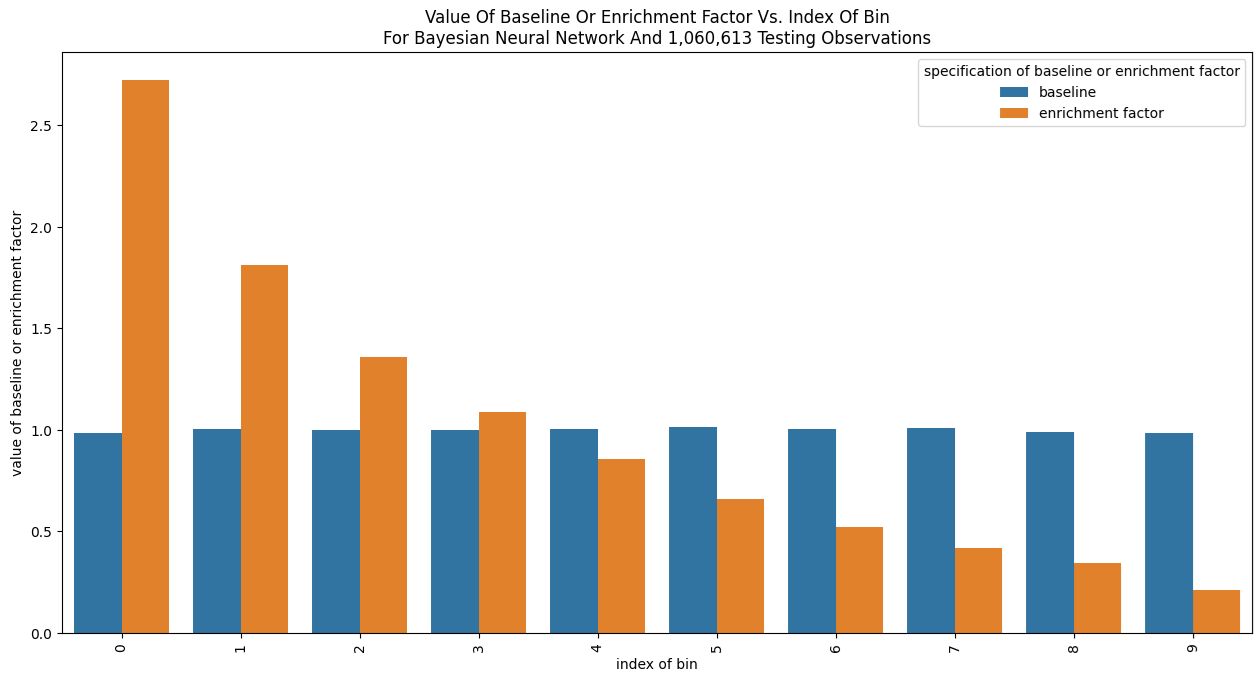 Value Of Baseline Or Enrichment Factor Vs. Index Of Bin
For Bayesian Neural Network And 1,060,613 Testing Observations
specification of baseline or enrichment factor
baseline
enrichment factor
value of baseline or enrichment factor
2.5
2.0
1.5
1.0
0.5
0.0
0 1 2 3 4 5 6 7 8 9
index of bin